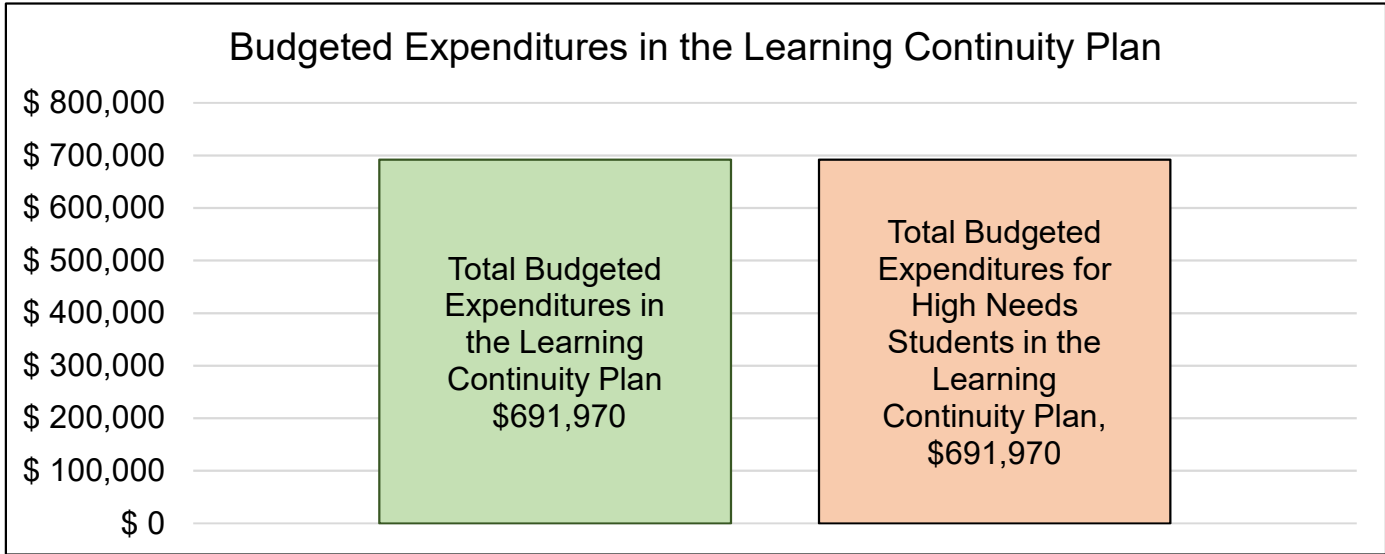 Budgeted Expenditures in the Learning Continuity Plan
$ 800,000
$ 700,000
$ 600,000
$ 500,000
$ 400,000
$ 300,000
$ 200,000
$ 100,000
$ 0
Total Budgeted
Expenditures in
the Learning
Continuity Plan
$691,970
Total Budgeted
Expenditures for
High Needs
Students in the
Learning
Continuity Plan,
$691,970